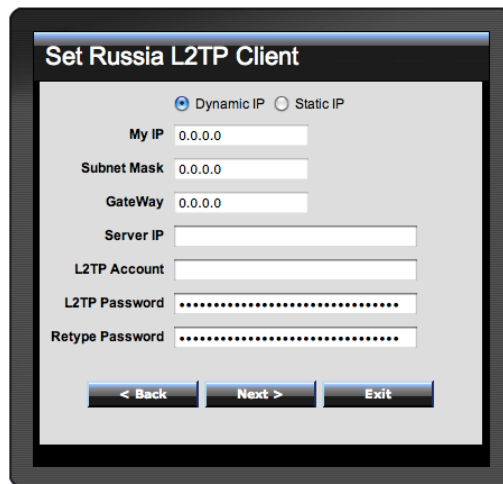 Set Russia L2TP Client
Dynamic IP Static IP
My IP 0.0.0.0
Subnet Mask 0.0.0.0
GateWay 0.0.0.0
Server IP
L2TP Account
L2TP Password ••••••••••••••••••••••••••••••••
Retype Password ••••••••••••••••••••••••••••••••
< Back Next > Exit